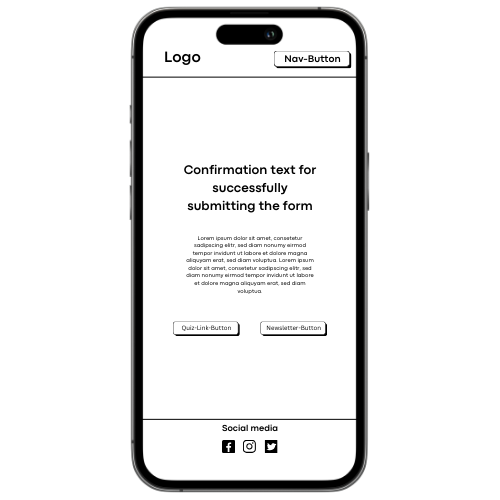 Logo
Nav-Button
Confirmation text for
successfully
submitting the form
Lorem ipsum dolor sit amet, consetetur
sadipscing elitr, sed diam nonumy eirmod
tempor invidunt ut labore et dolore magna
aliquyam erat, sed diam voluptua. Lorem ipsum
dolor sit amet, consetetur sadipscing elitr, sed
diam nonumy eirmod tempor invidunt ut labore
et dolore magna aliquyam erat, sed diam
voluptua.
Quiz-Link-Button
Newsletter-Button
Social media